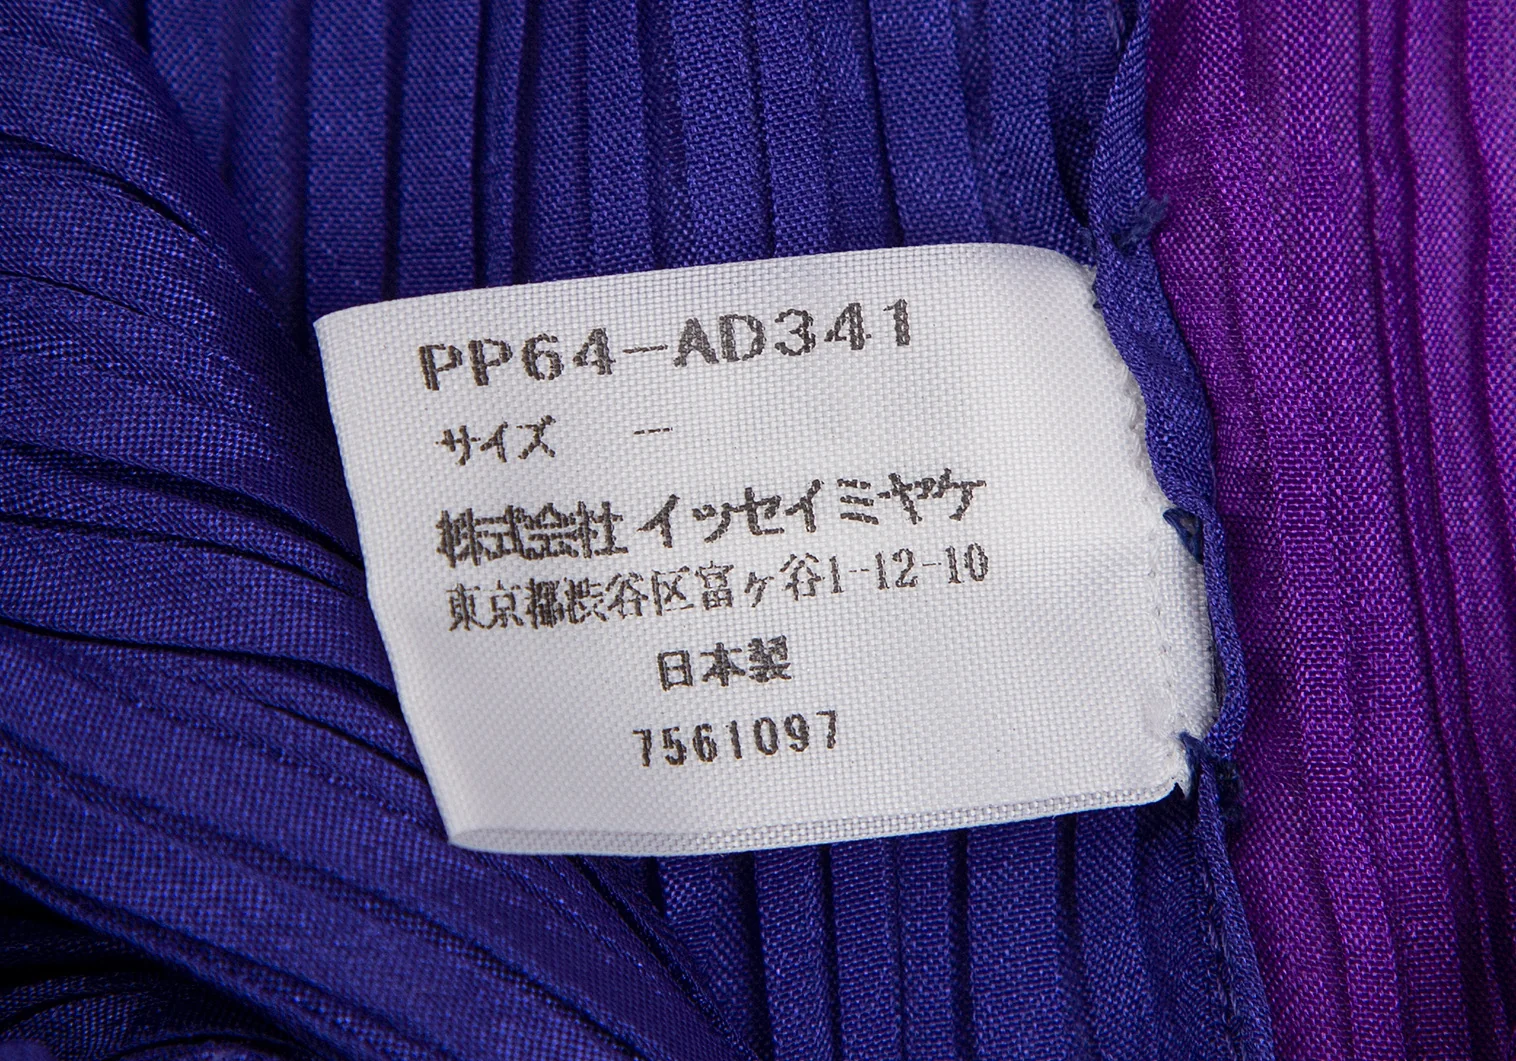 PP64-AD341
サイズ -
株式会社 イッセイミヤケ
東京都渋谷区富ヶ谷1-12-10
日本製
7561097